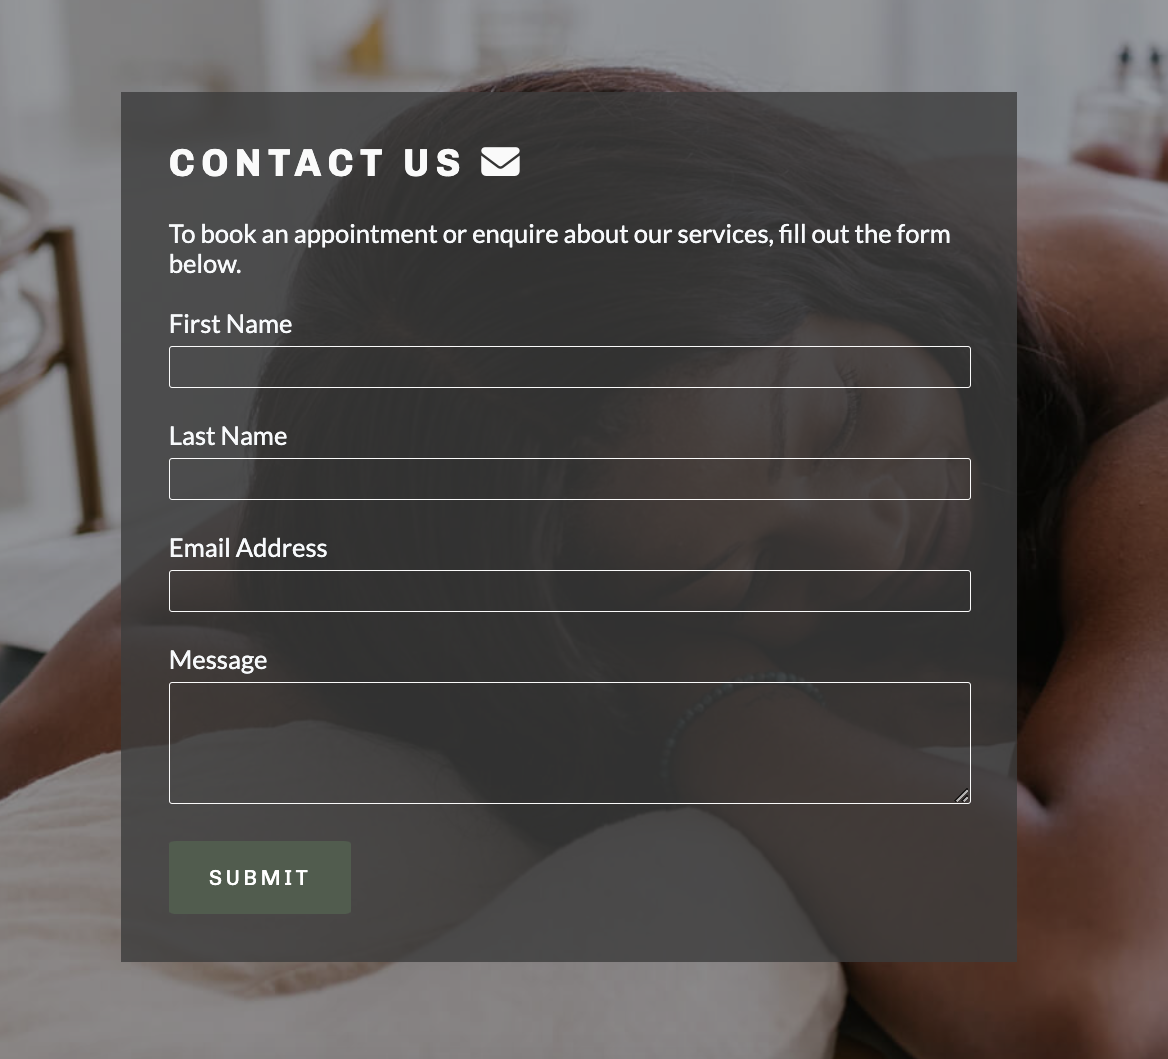 CONTACT US
To book an appointment or enquire about our services, fill out the form
below.
First Name
Last Name
Email Address
Message
SUBMIT